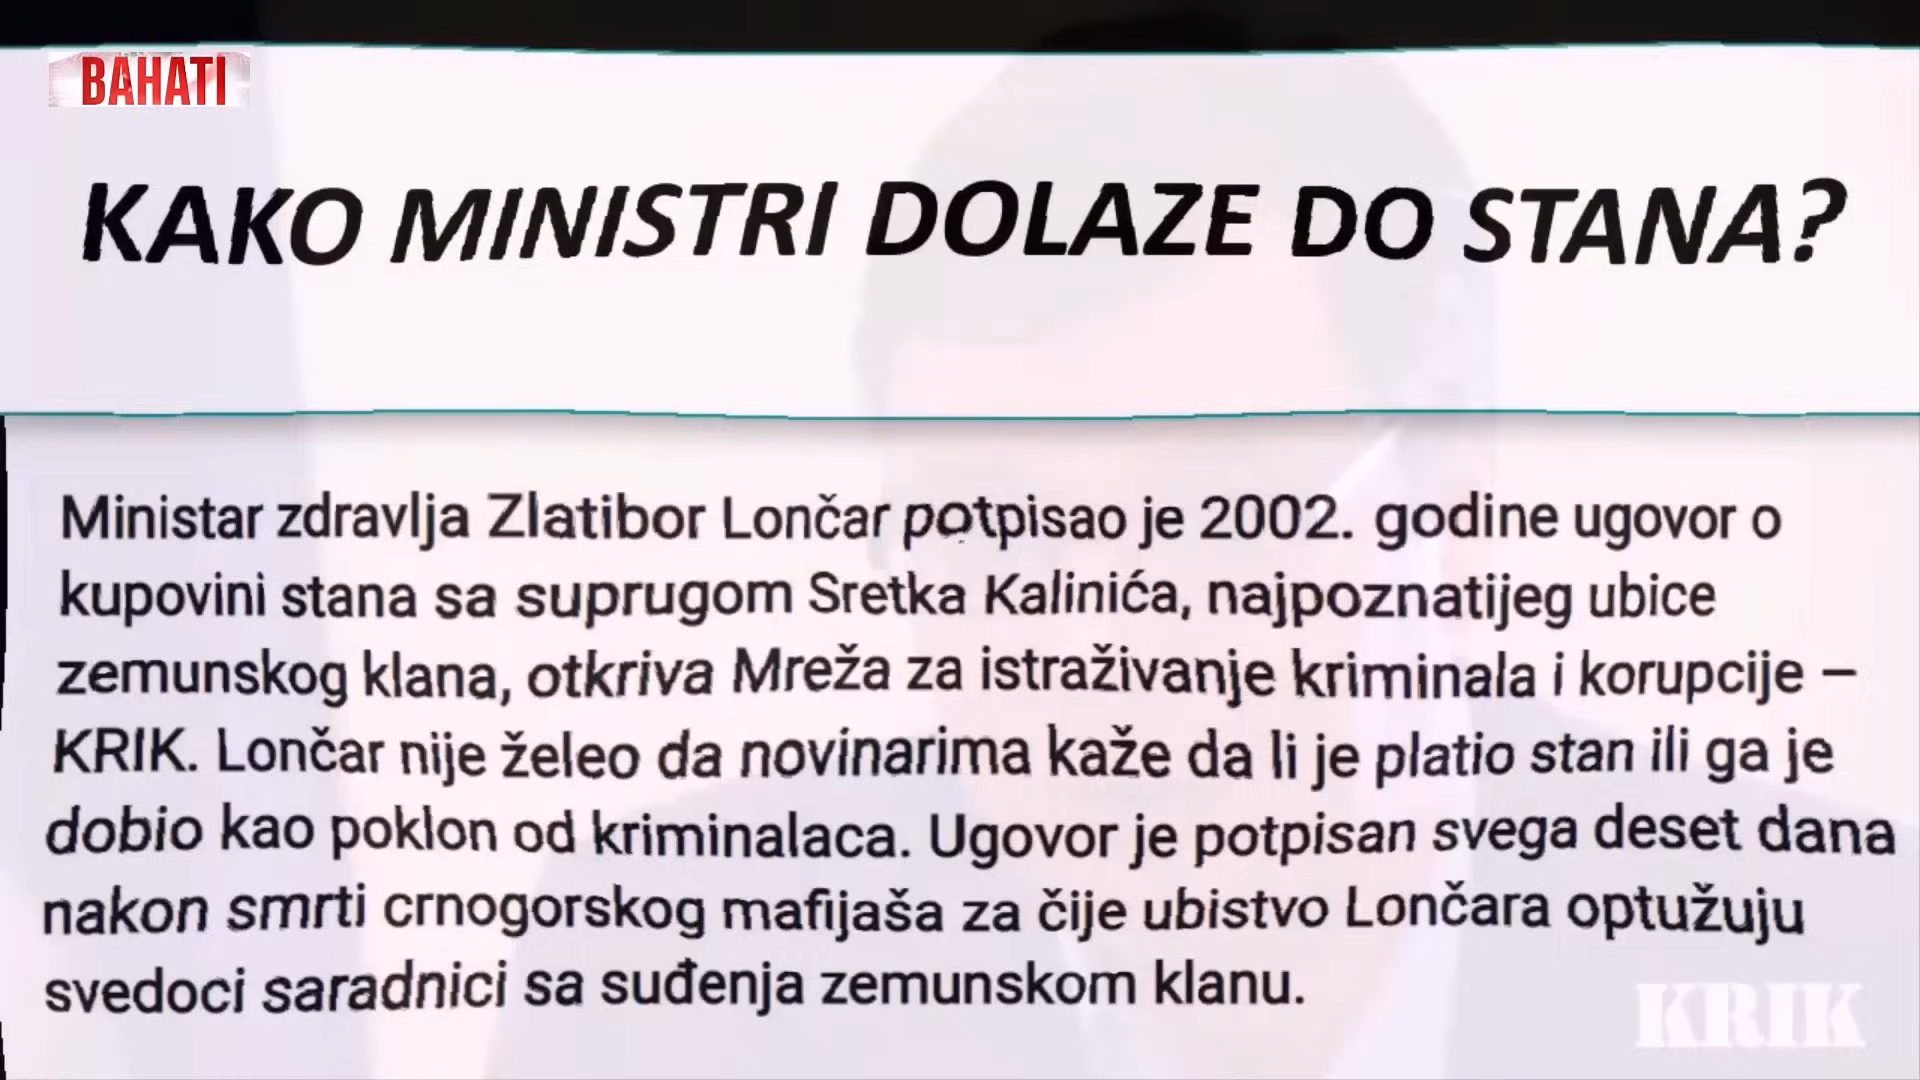 BAHATI
KAKO MINISTRI DOLAZE DO STANA?
Ministar zdravlja Zlatibor Lončar potpisao je 2002. godine ugovor o
kupovini stana sa suprugom Sretka Kalinića, najpoznatijeg ubice
zemunskog klana, otkriva Mreža za istraživanje kriminala i korupcije –
KRIK. Lončar nije želeo da novinarima kaže da li je platio stan ili ga je
dobio kao poklon od kriminalaca. Ugovor je potpisan svega deset dana
nakon smrti crnogorskog mafijaša za čije ubistvo Lončara optužuju
svedoci saradnici sa suđenja zemunskom klanu.
KRIK